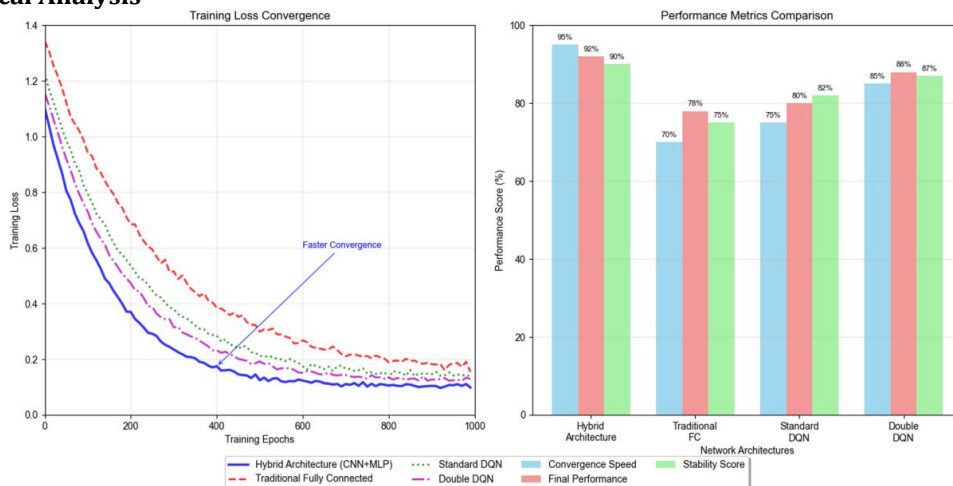 cal Analysis
Training Loss Convergence
1.4
1.2
1.0
0.8
0.6
0.4
0.2
0.0
Training Loss
Faster Convergence
0
200
400
600
800
1000
Training Epochs
Performance Metrics Comparison
100
80
60
40
20
0
Performance Score (%)
95%
92%
90%
70%
78%
75%
75%
80%
82%
85%
88%
87%
Hybrid
Architecture
Traditional
FC
Standard
DQN
Double
DQN
Network Architectures
Hybrid Architecture (CNN+MLP)
Traditional Fully Connected
Standard DQN
Double DQN
Convergence Speed
Final Performance
Stability Score